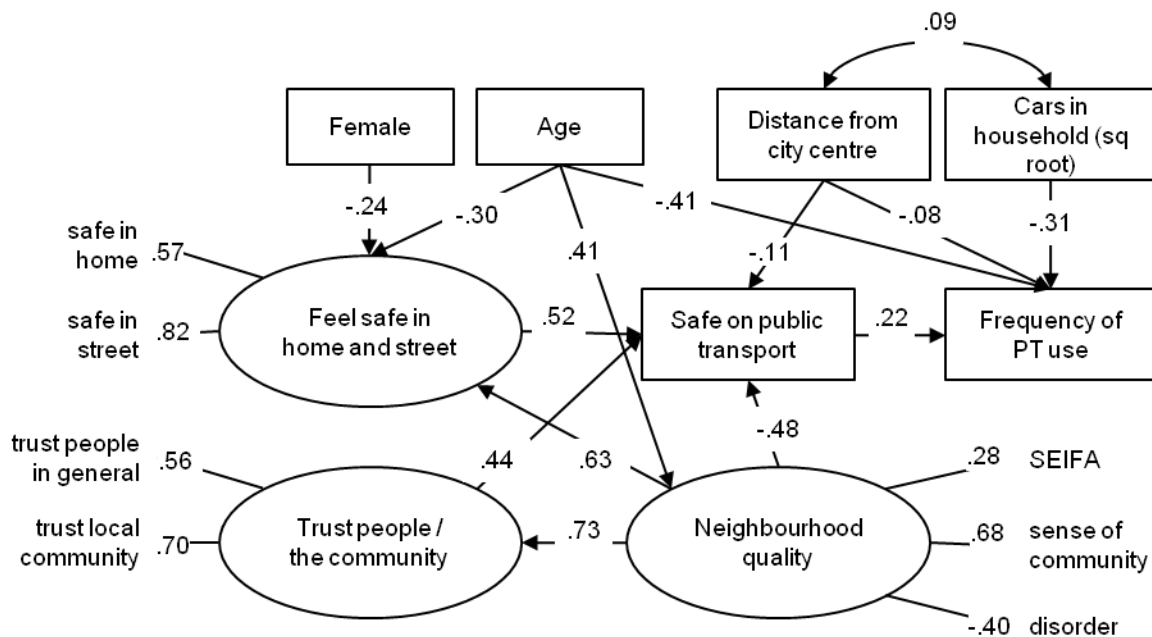 .09
Female
Age
Distance from
city centre
Cars in
household (sq
root)
-.24
-.30
-.41
-.08
-.31
safe in
home
.57
.41
-.11
safe in
street
.82
Feel safe in
home and street
.52
Safe on public
transport
.22
Frequency of
PT use
-.48
trust people
in general
.56
.44
.63
.28
SEIFA
trust local
community
.70
Trust people /
the community
.73
Neighbourhood
quality
.68
sense of
community
-.40
disorder